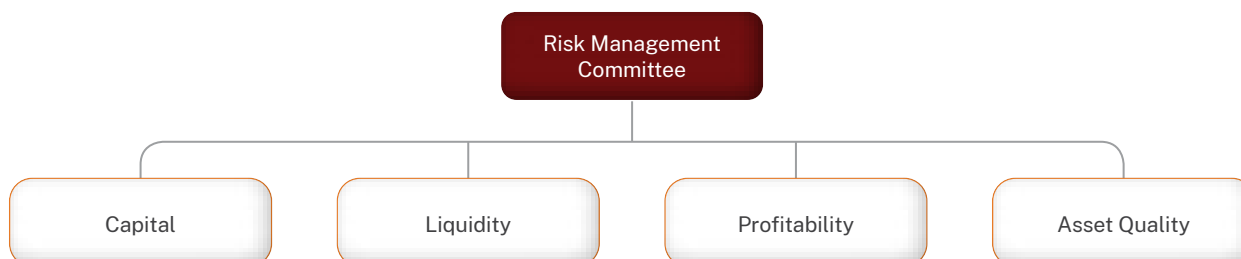 Risk Management
Committee
Capital
Liquidity
Profitability
Asset Quality